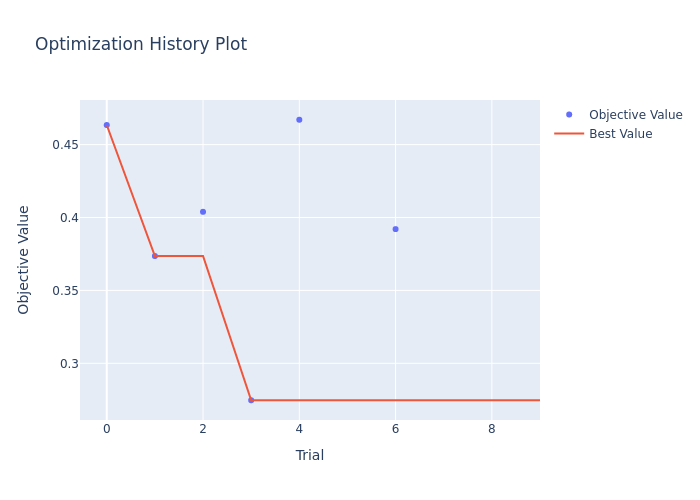 Optimization History Plot
Objective Value
Best Value
0.45
0.4
0.35
0.3
Objective Value
0
2
4
6
8
Trial